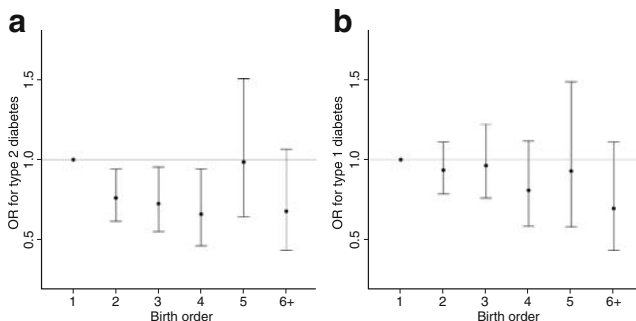 a
OR for type 2 diabetes
1.5
1.0
0.5
1 2 3 4 5 6+
Birth order
b
OR for type 1 diabetes
1.5
1.0
0.5
1 2 3 4 5 6+
Birth order